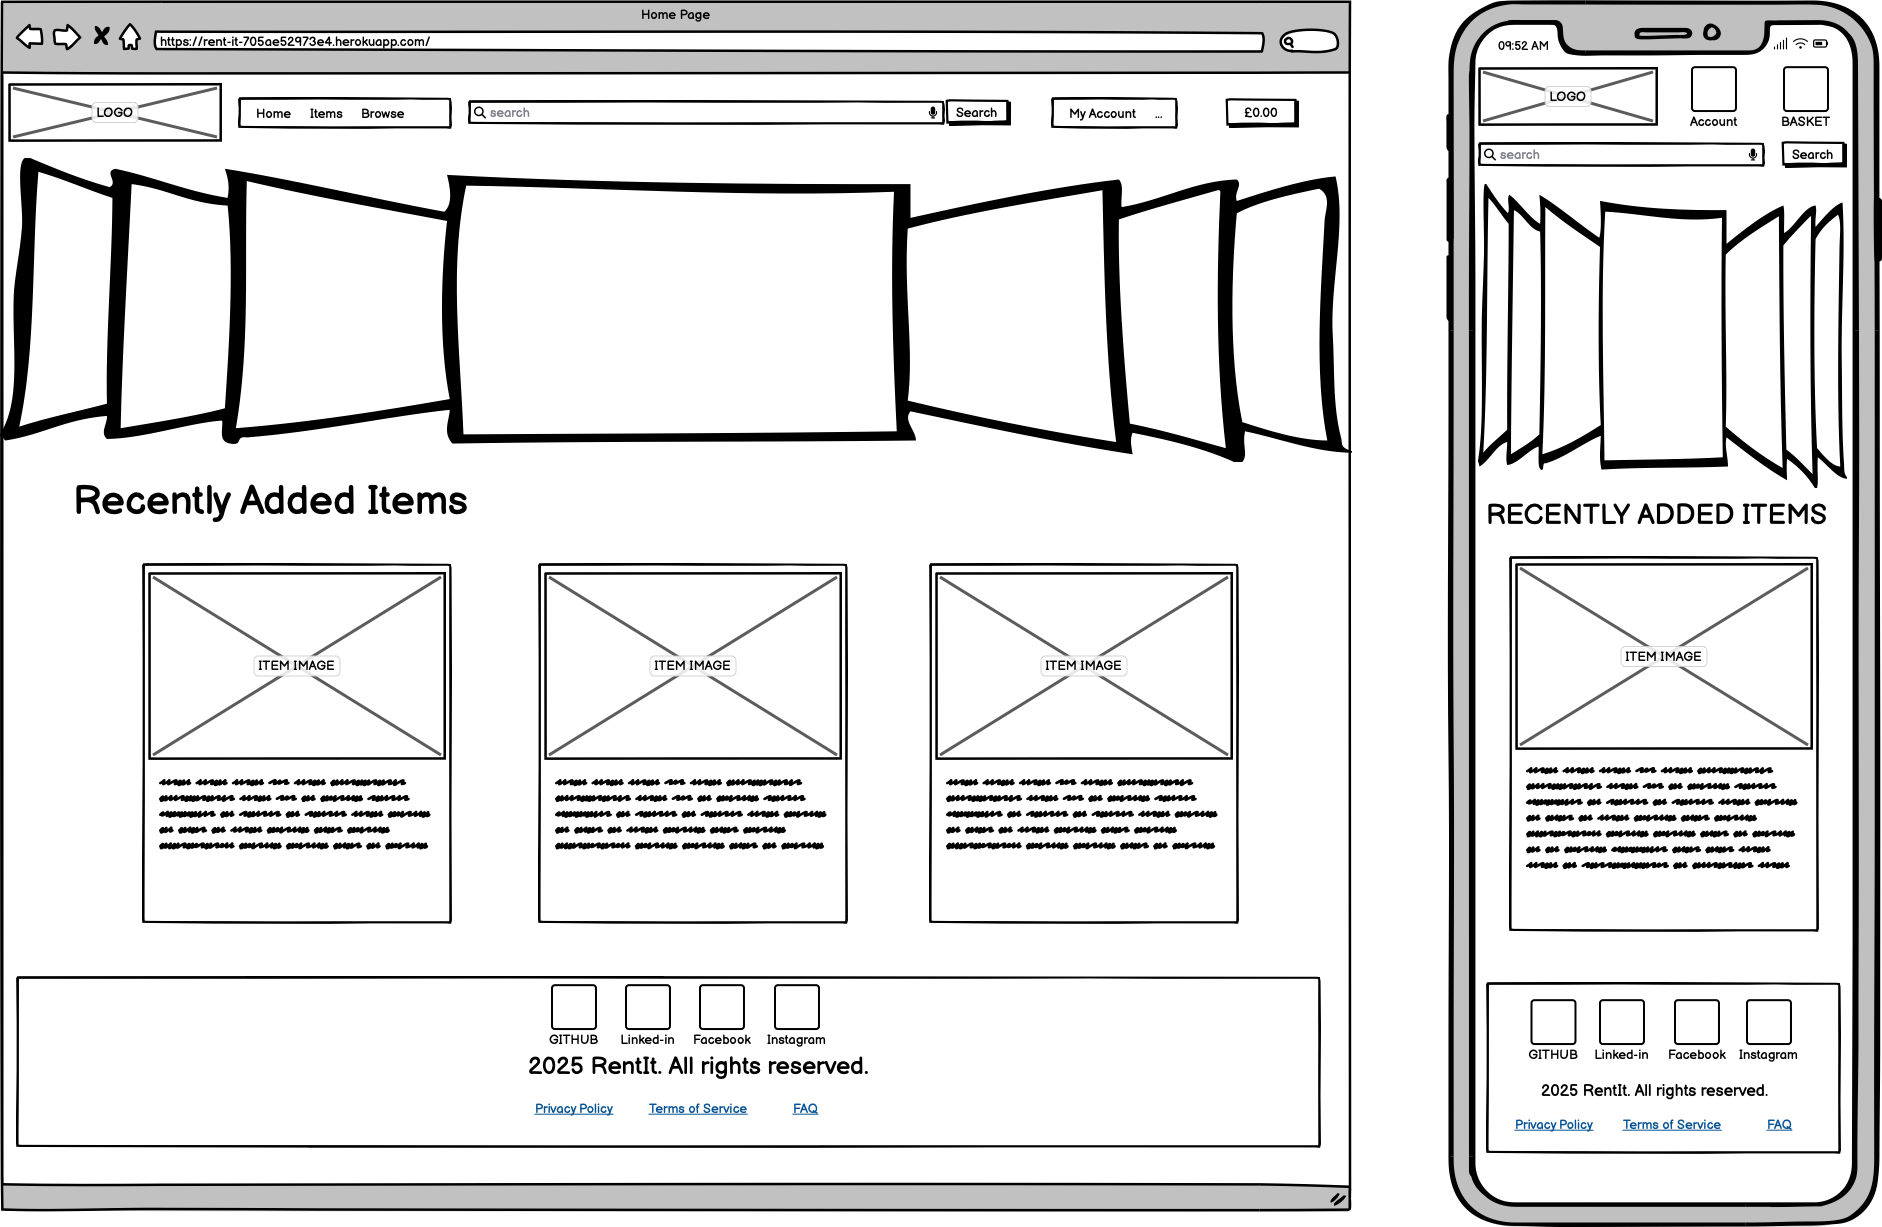 Home Page
https://rent-it-705ae52973e4.herokuapp.com/
LOGO
Home Items Browse
search
Search
My Account ...
£0.00
Recently Added Items
ITEM IMAGE
ITEM IMAGE
ITEM IMAGE
GITHUB Linked-in Facebook Instagram
2025 RentIt. All rights reserved.
Privacy Policy Terms of Service FAQ
09:52 AM
LOGO
Account
BASKET
search
Search
RECENTLY ADDED ITEMS
ITEM IMAGE
GITHUB Linked-in Facebook Instagram
2025 RentIt. All rights reserved.
Privacy Policy Terms of Service FAQ